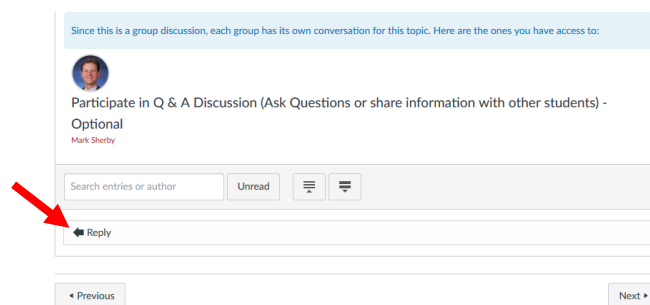 Since this is a group discussion, each group has its own conversation for this topic. Here are the ones you have access to:
Participate in Q & A Discussion (Ask Questions or share information with other students) -
Optional
Mark Sherby
Search entries or author
Unread
Reply
Previous
Next